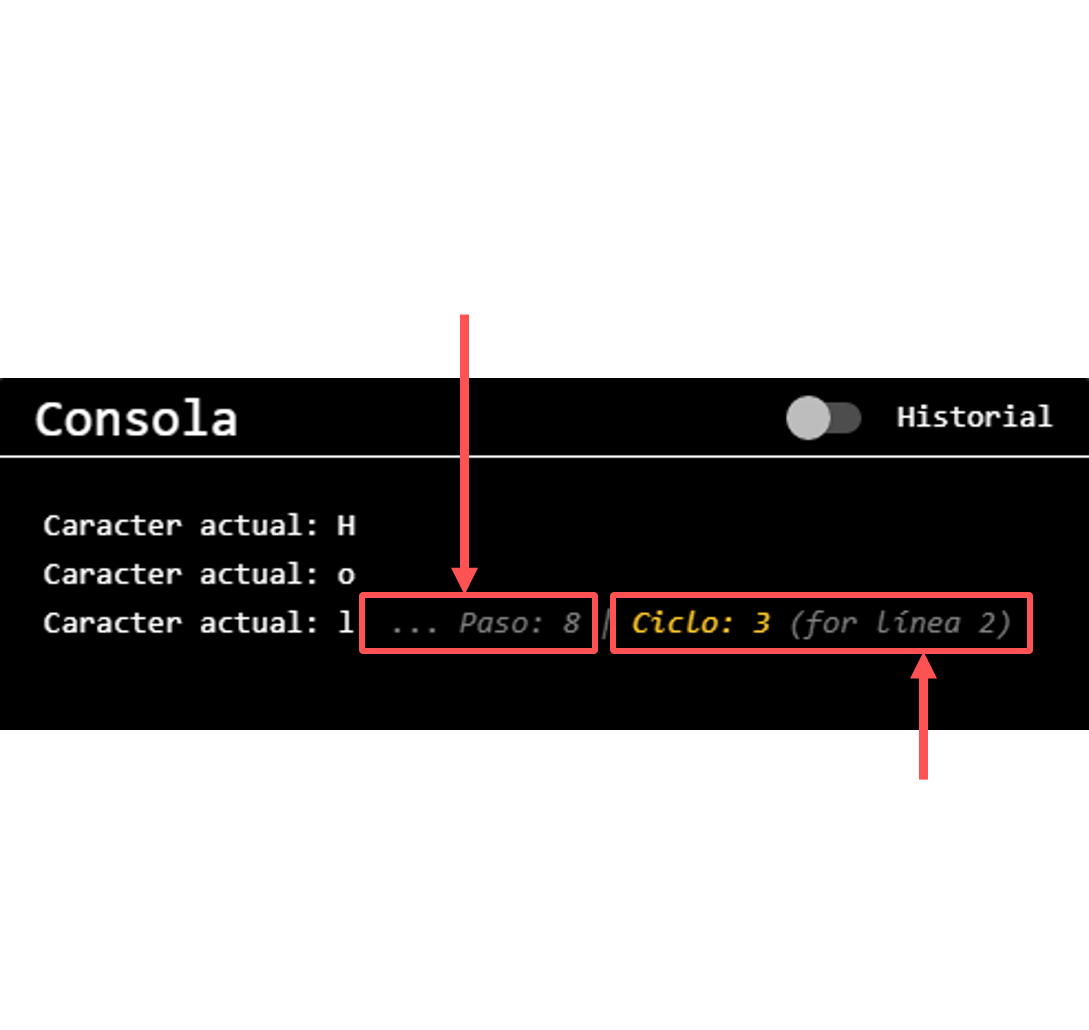 Consola
Historial
Caracter actual: H
Caracter actual: o
Caracter actual: l ... Paso: 8 | Ciclo: 3 (for línea 2)